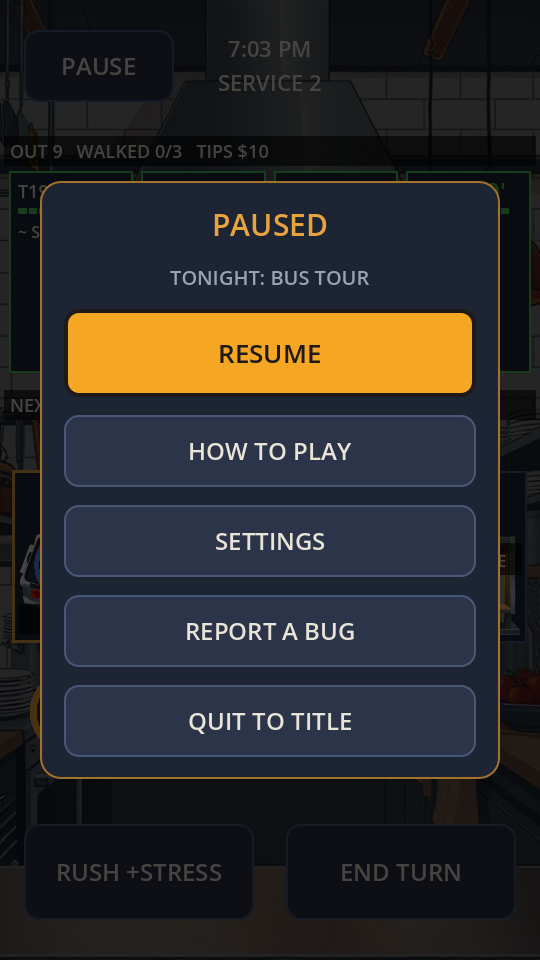 PAUSE
7:03 PM
SERVICE 2
OUT 9 WALKED 0/3 TIPS $10
PAUSED
TONIGHT: BUS TOUR
RESUME
HOW TO PLAY
SETTINGS
REPORT A BUG
QUIT TO TITLE
RUSH +STRESS
END TURN